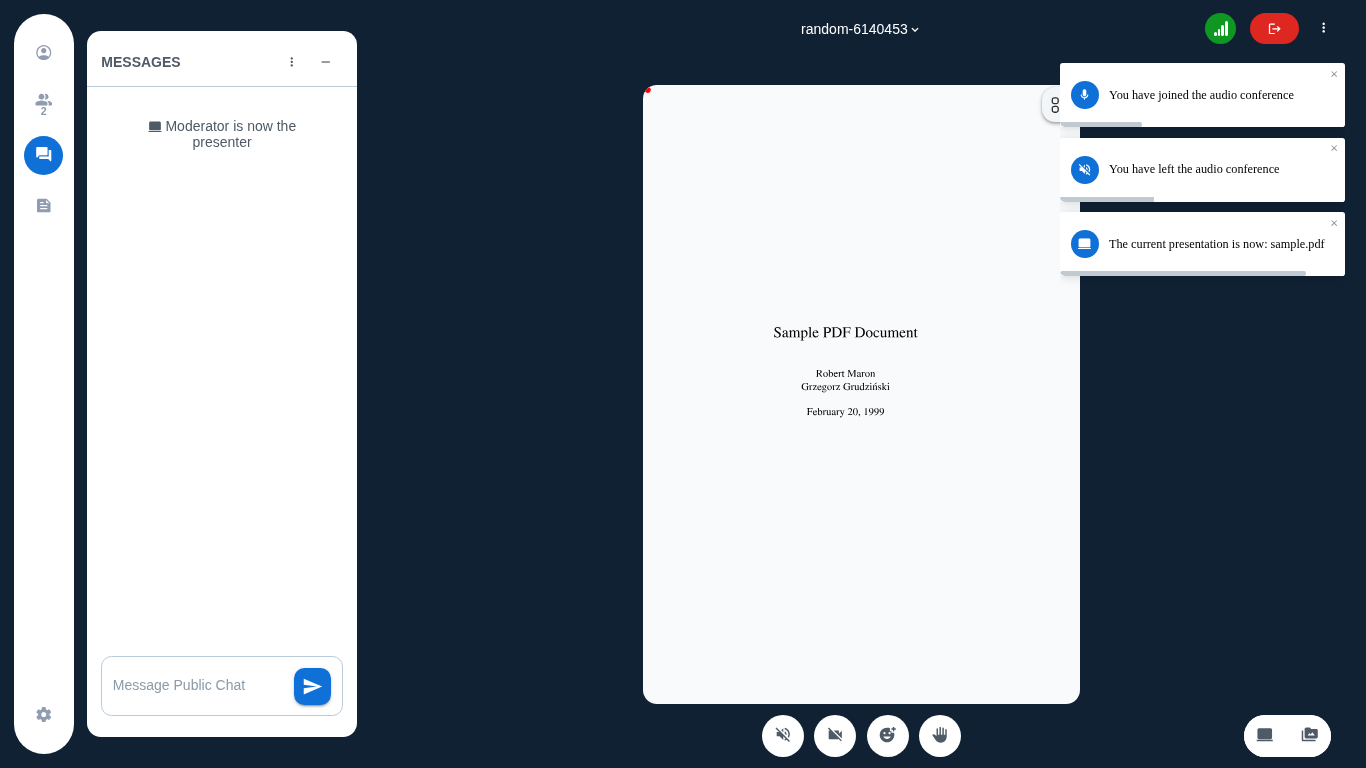 random-6140453
MESSAGES
2
Moderator is now the
presenter
You have joined the audio conference
You have left the audio conference
The current presentation is now: sample.pdf
Sample PDF Document
Robert Maron
Grzegorz Grudziński
February 20, 1999
Message Public Chat